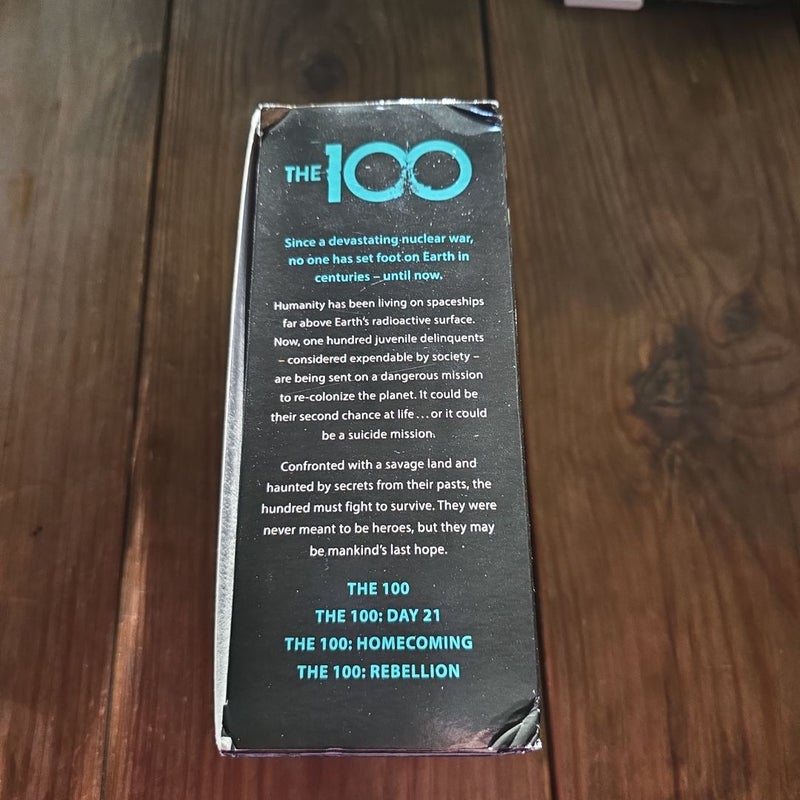 THE 100
Since a devastating nuclear war,
no one has set foot on Earth in
centuries – until now.
Humanity has been living on spaceships
far above Earth's radioactive surface.
Now, one hundred juvenile delinquents
– considered expendable by society –
are being sent on a dangerous mission
to re-colonize the planet. It could be
their second chance at life...or it could
be a suicide mission.
Confronted with a savage land and
haunted by secrets from their pasts, the
hundred must fight to survive. They were
never meant to be heroes, but they may
be mankind's last hope.
THE 100
THE 100: DAY 21
THE 100: HOMECOMING
THE 100: REBELLION